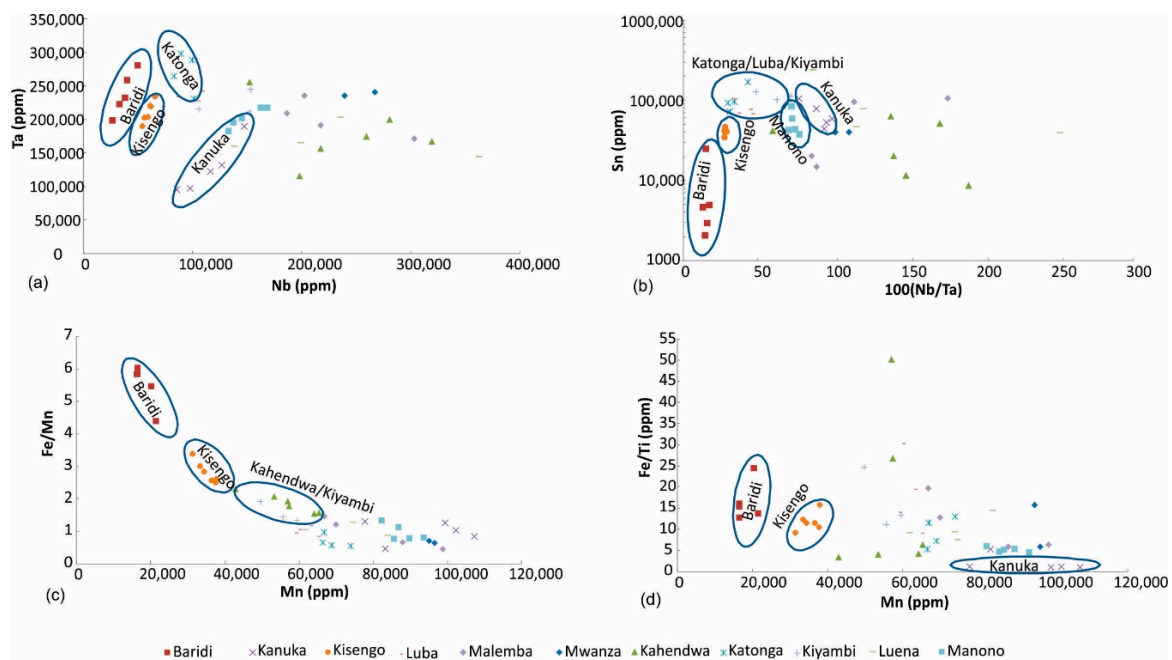 350,000
300,000
250,000
200,000
150,000
100,000
50,000
0
Ta (ppm)
Baridi
Kisengo
Katonga
Kanuka
0
100,000
200,000
300,000
400,000
Nb (ppm)
(a)
1000,000
100,000
10,000
1000
Sn (ppm)
Katonga/Luba/Kiyambi
Kanuka
Manono
Kisengo
Baridi
0
50
100
150
200
250
300
100(Nb/Ta)
(b)
7
6
5
4
3
2
1
0
Fe/Mn
Baridi
Kisengo
Kahendwa/Kiyambi
0
20,000
40,000
60,000
80,000
100,000
120,000
Mn (ppm)
(c)
55
50
45
40
35
30
25
20
15
10
5
0
Fe/Ti (ppm)
Baridi
Kisengo
Kanuka
0
20,000
40,000
60,000
80,000
100,000
120,000
Mn (ppm)
(d)
Baridi Kanuka Kisengo Luba Malemba Mwanza Kahendwa Katonga Kiyambi Luena Manono